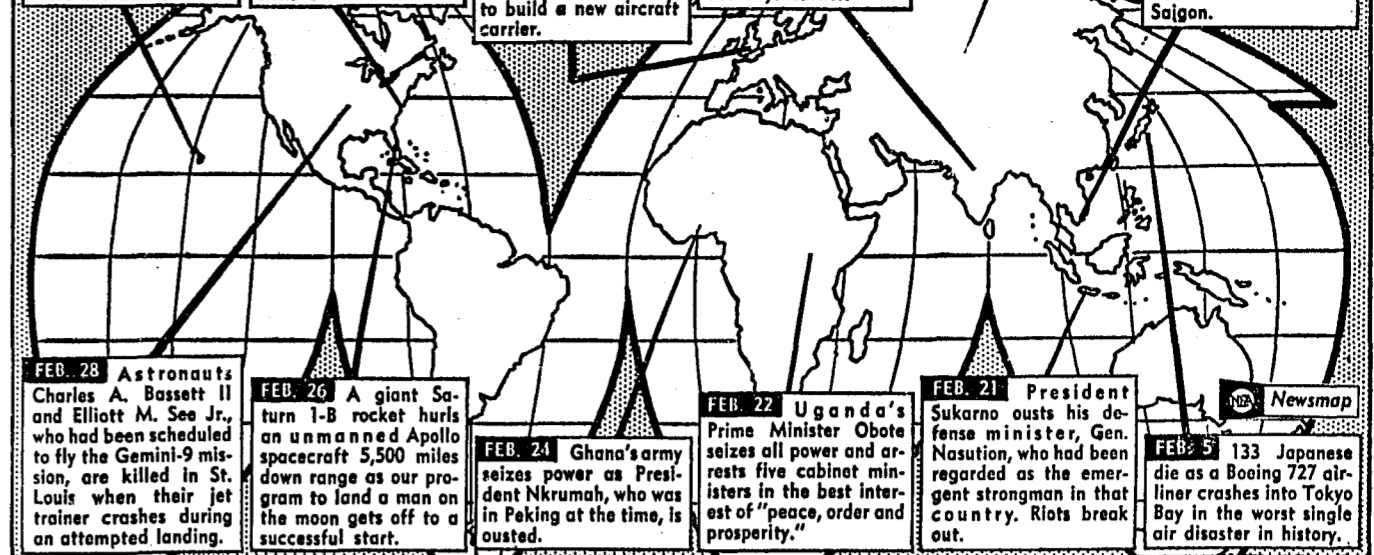 to build a new aircraft
carrier.
Saigon.
FEB. 28 Astronauts
Charles A. Bassett II
and Elliott M. See Jr.,
who had been scheduled
to fly the Gemini-9 mis-
sion, are killed in St.
Louis when their jet
trainer crashes during
an attempted landing.
FEB. 26 A giant Sa-
turn 1-B rocket hurls
an unmanned Apollo
spacecraft 5,500 miles
down range as our pro-
gram to land a man on
the moon gets off to a
successful start.
FEB. 24 Ghana's army
seizes power as Presi-
dent Nkrumah, who was
in Peking at the time, is
ousted.
FEB. 22 Uganda's
Prime Minister Obote
seizes all power and ar-
rests five cabinet min-
isters in the best inter-
est of "peace, order and
prosperity."
FEB. 21 President
Sukarno ousts his de-
fense minister, Gen.
Nasution, who had been
regarded as the emer-
gent strongman in that
country. Riots break
out.
NEA Newsmap
FEB. 5 133 Japanese
die as a Boeing 727 air-
liner crashes into Tokyo
Bay in the worst single
air disaster in history.